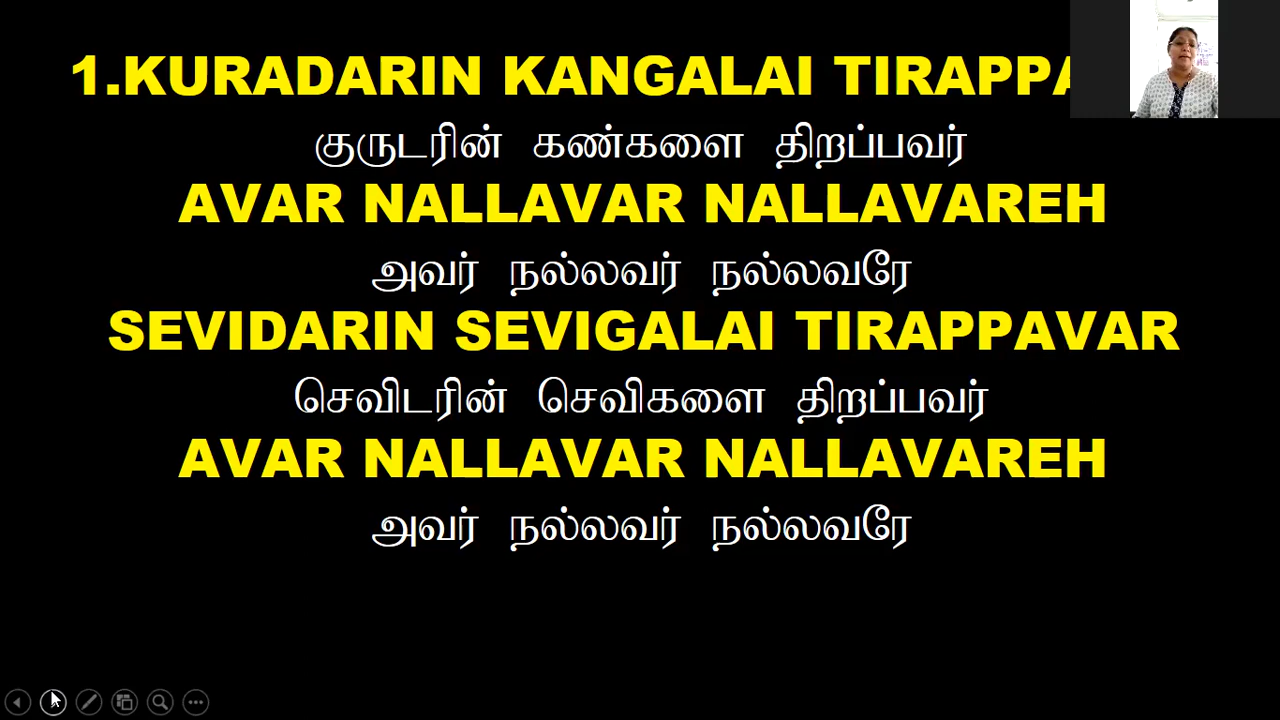 1.KURADARIN KANGALAI TIRAPPA
குருடரின் கண்களை திறப்பவர்
AVAR NALLAVAR NALLAVAREH
அவர் நல்லவர் நல்லவரே
SEVIDARIN SEVIGALAI TIRAPPAVAR
செவிடரின் செவிகளை திறப்பவர்
AVAR NALLAVAR NALLAVAREH
அவர் நல்லவர் நல்லவரே